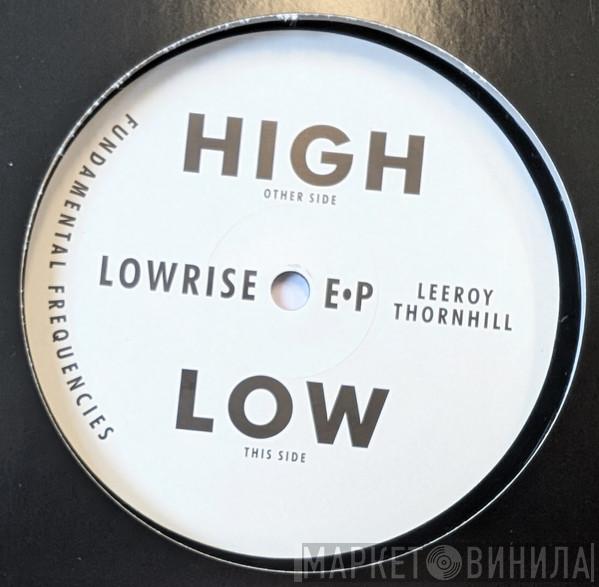 HIGH
OTHER SIDE
FUNDAMENTAL FREQUENCIES
LOWRISE E•P
LEEROY
THORNHILL
LOW
THIS SIDE
МАРКЕТ ВИНИЛА